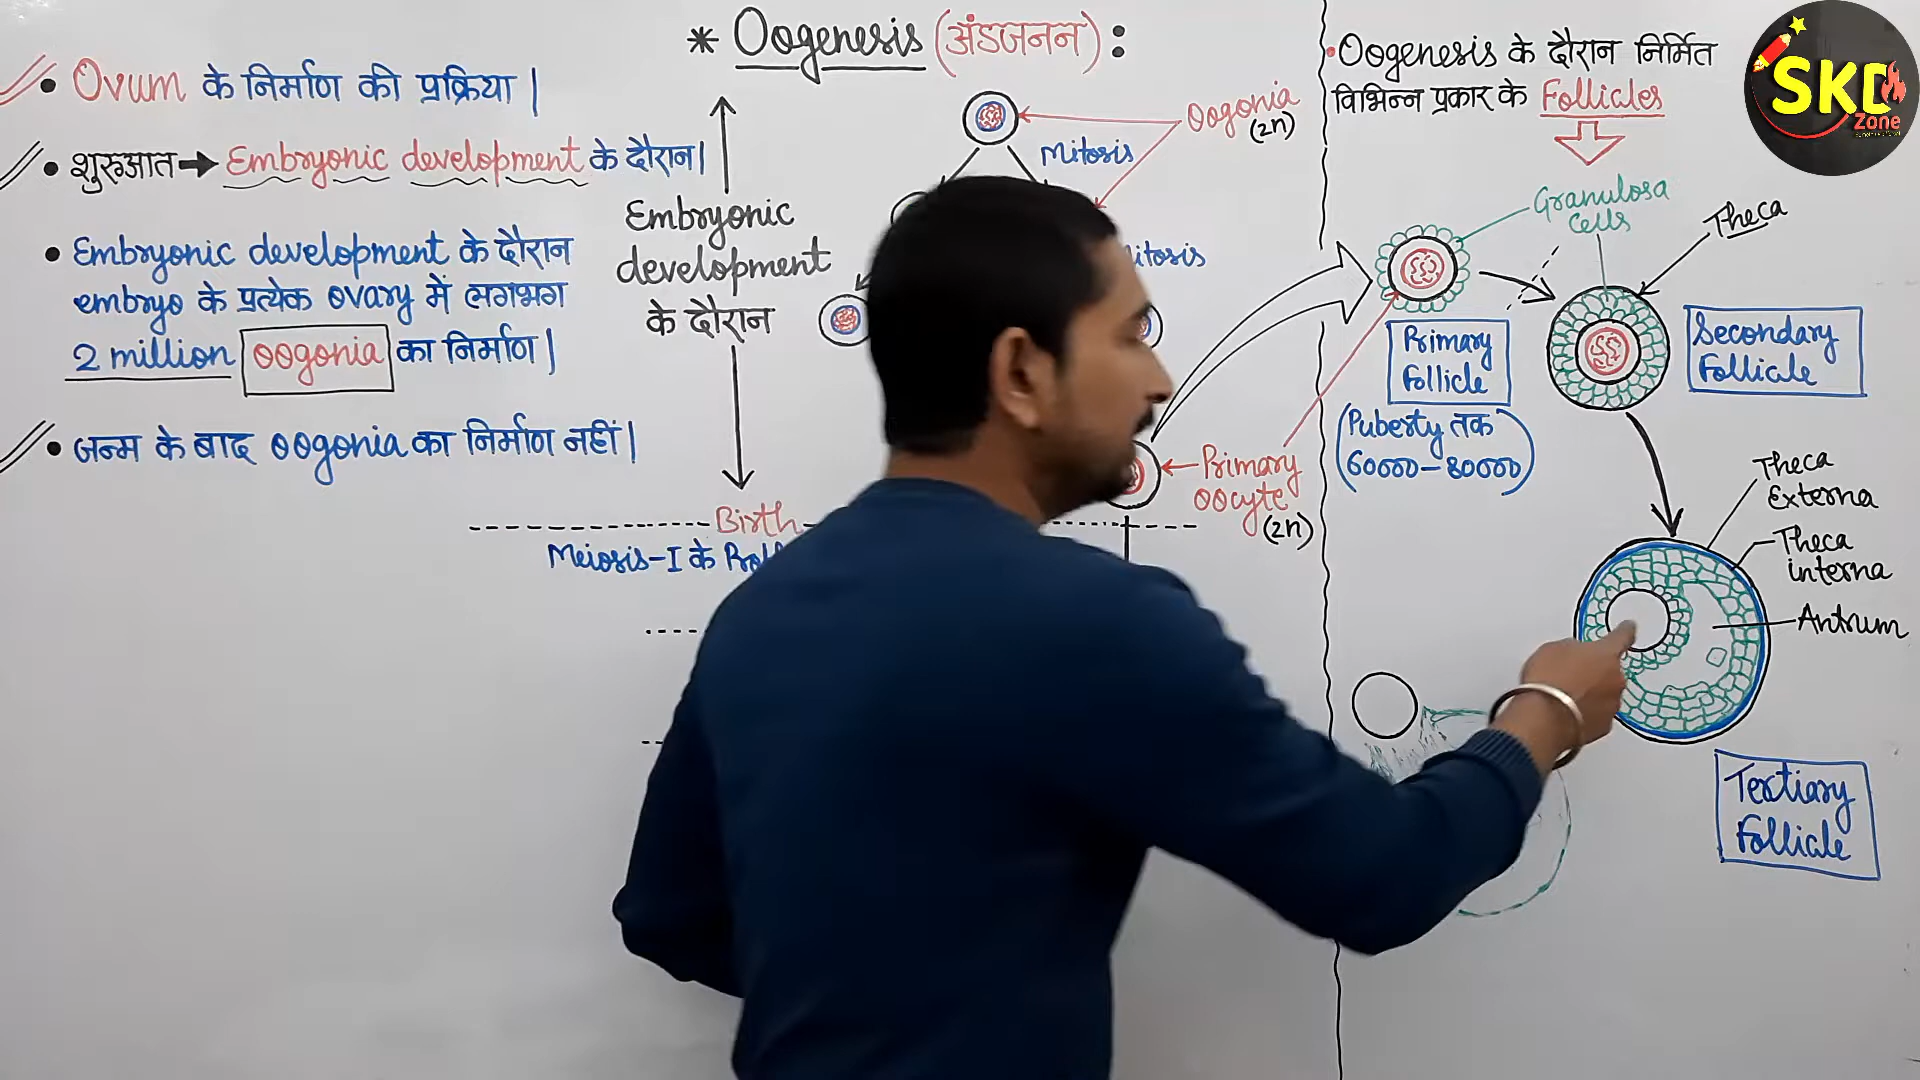 * Oogenesis (अंडजनन) :
• Ovum के निर्माण की प्रक्रिया |
• शुरुआत → Embryonic development के दौरान |
• Embryonic development के दौरान
embryo के प्रत्येक ovary में लगभग
2 million oogonia का निर्माण |
• जन्म के बाद oogonia का निर्माण नहीं |
Embryonic
development
के दौरान
Oogonia
(2n)
Mitosis
Primary
oocyte
(2n)
Birth
Meiosis-I के
• Oogenesis के दौरान निर्मित
विभिन्न प्रकार के Follicles
Granulosa
Cells
Theca
Primary
Follicle
(Puberty तक
60000-80000)
Secondary
Follicle
Theca
Externa
Theca
interna
Antrum
Tertiary
Follicle
SKD
Zone